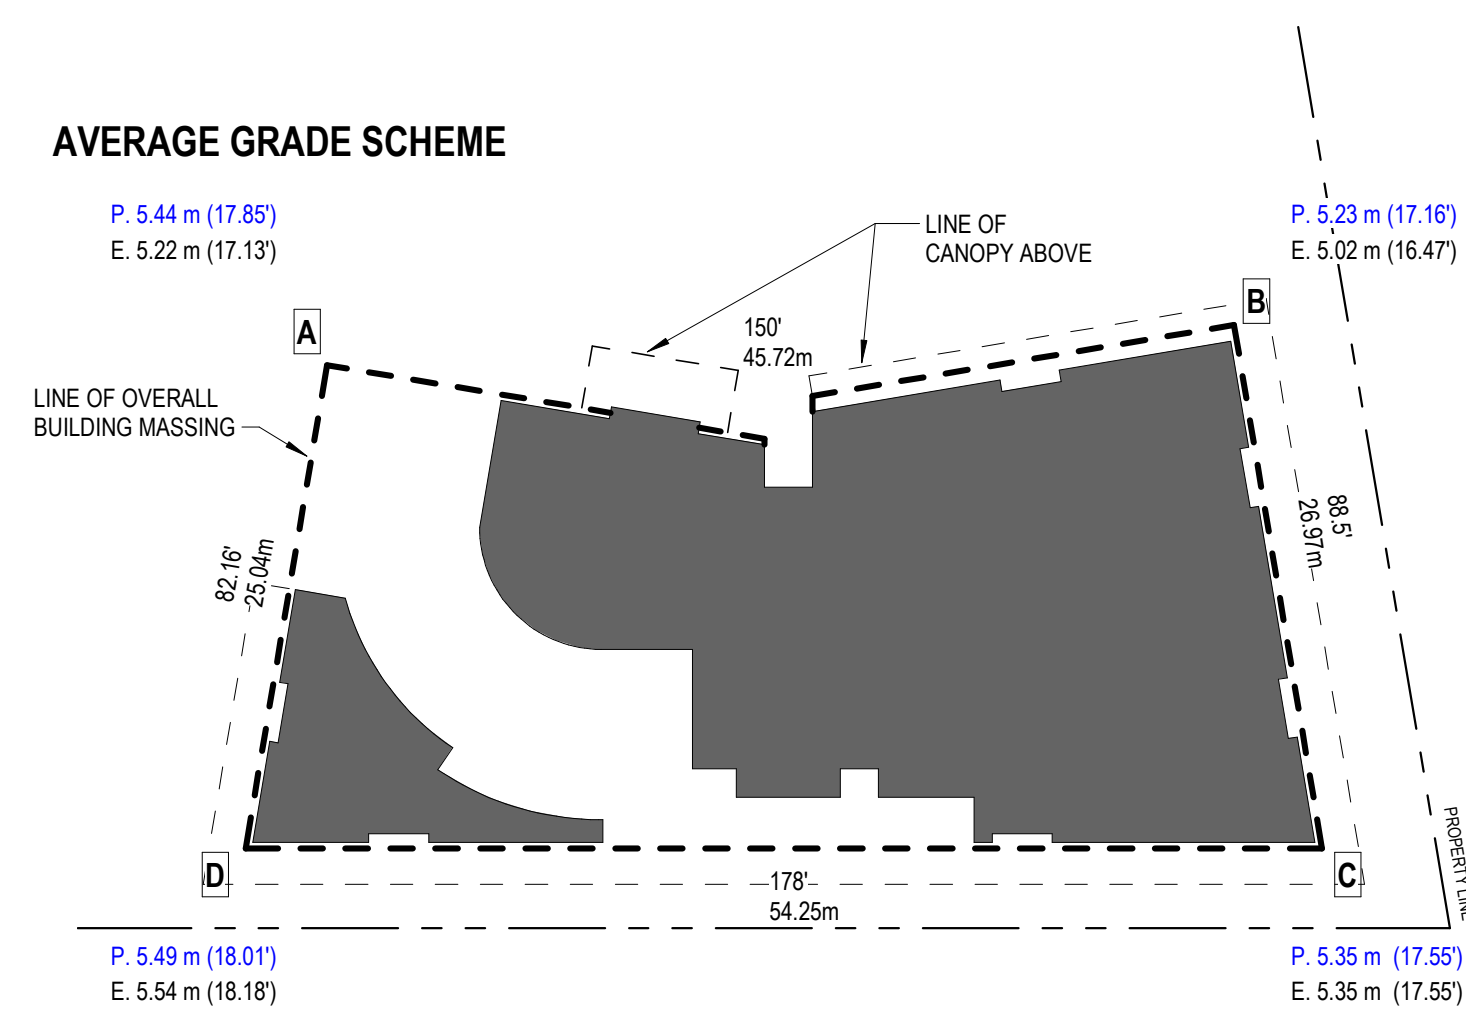 AVERAGE GRADE SCHEME
P. 5.44 m (17.85')
E. 5.22 m (17.13')
LINE OF
CANOPY ABOVE
P. 5.23 m (17.16')
E. 5.02 m (16.47')
A
B
150'
45.72m
LINE OF OVERALL
BUILDING MASSING
82.16'
25.04m
88.5'
26.97m
PROPERTY LINE
D
C
178'
54.25m
P. 5.49 m (18.01')
E. 5.54 m (18.18')
P. 5.35 m (17.55')
E. 5.35 m (17.55')